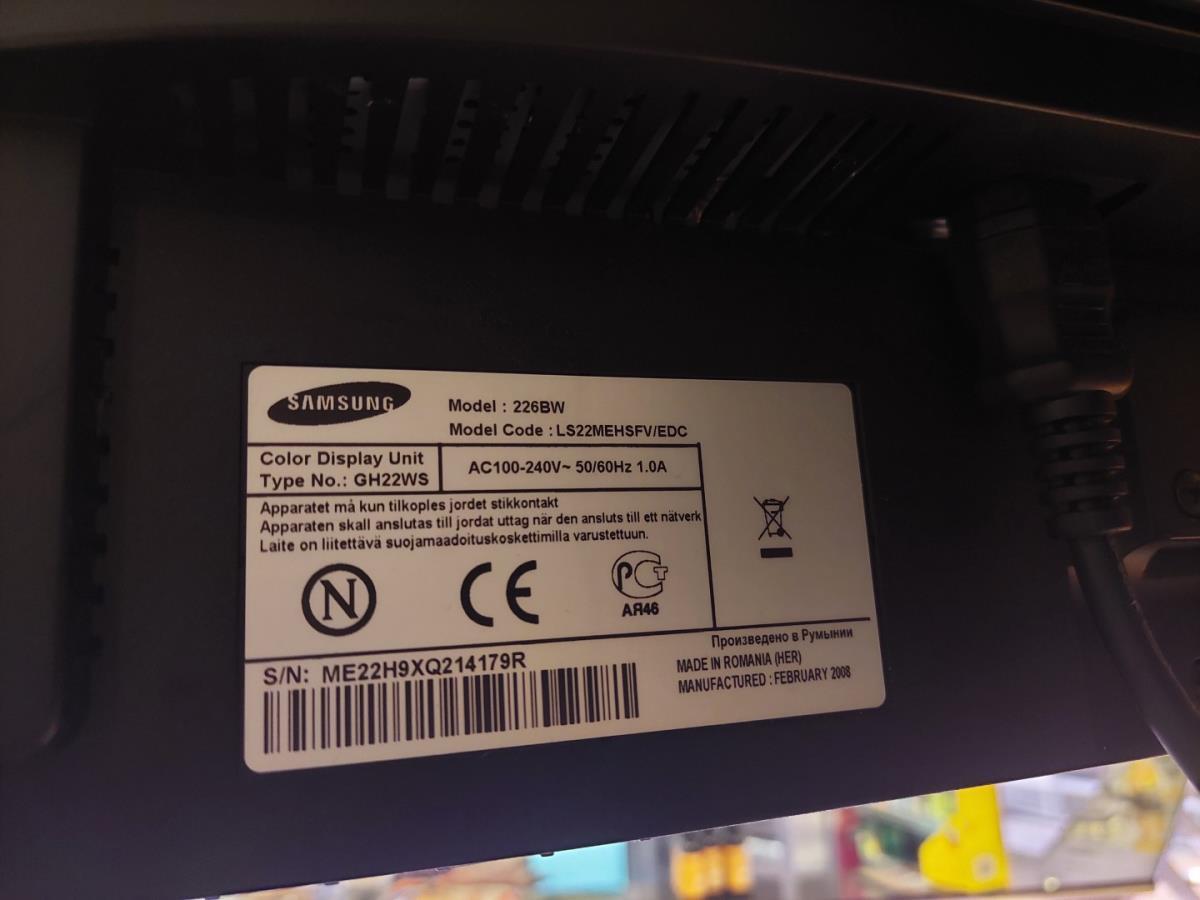 SAMSUNG
Model : 226BW
Model Code : LS22MEHSFV/EDC
Color Display Unit
Type No.: GH22WS
AC100-240V~ 50/60Hz 1.0A
Apparatet må kun tilkoples jordet stikkontakt
Apparaten skall anslutas till jordat uttag når den ansluts till ett nätverk
Laite on liitettävä suojamaadoituskoskettimilla varustettuun.
N
CE
PCT
АЯ46
Произведено в Румынии
MADE IN ROMANIA (HER)
MANUFACTURED : FEBRUARY 2008
S/N: ME22H9XQ214179R